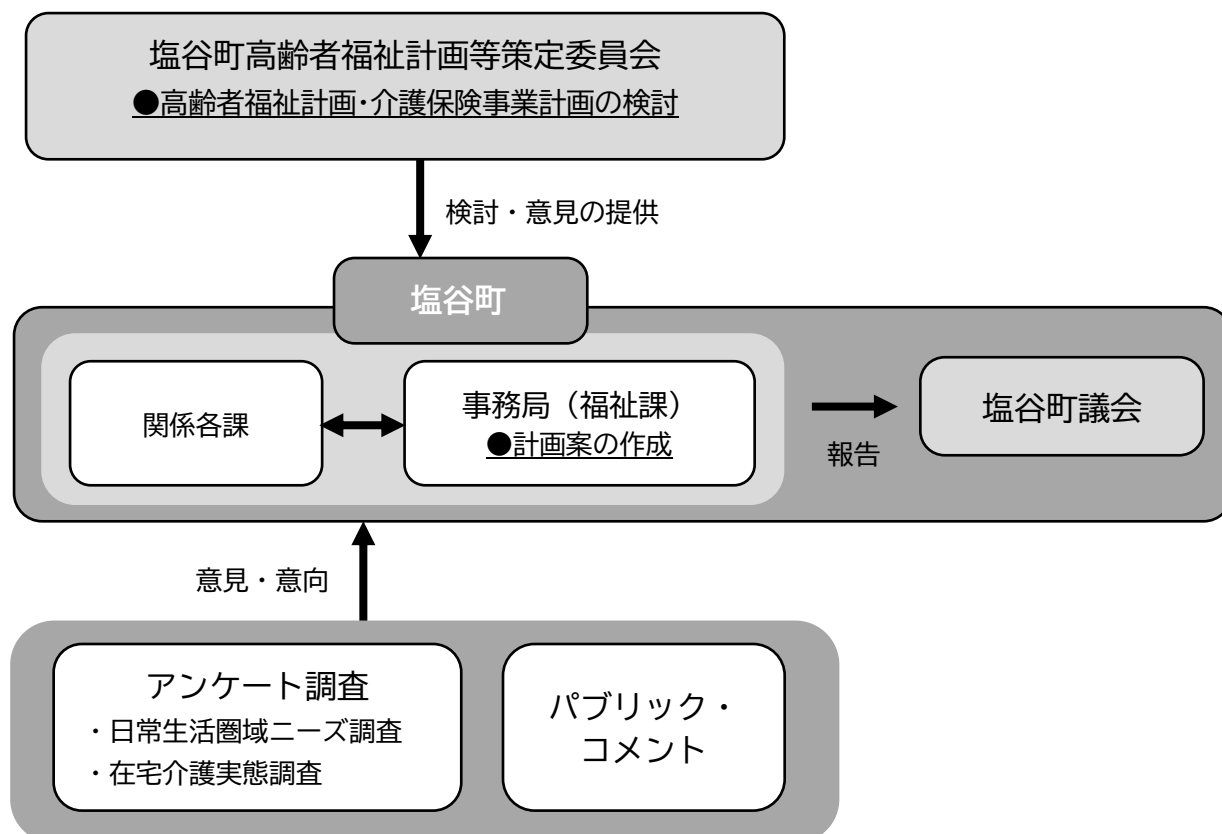 塩谷町高齢者福祉計画等策定委員会
●高齢者福祉計画・介護保険事業計画の検討
検討・意見の提供
塩谷町
関係各課
事務局（福祉課）
●計画案の作成
報告
塩谷町議会
意見・意向
アンケート調査
・日常生活圏域ニーズ調査
・在宅介護実態調査
パブリック・
コメント